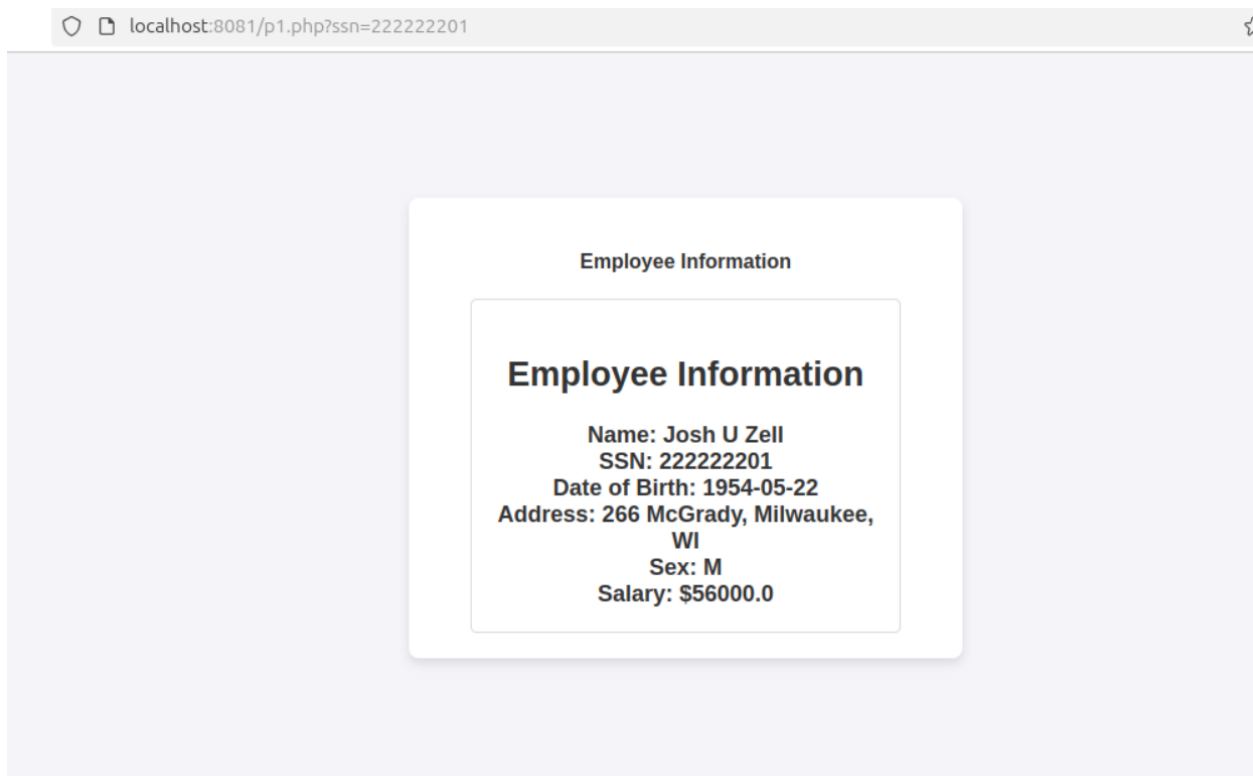 localhost:8081/p1.php?ssn=222222201
Employee Information
Employee Information
Name: Josh U Zell
SSN: 222222201
Date of Birth: 1954-05-22
Address: 266 McGrady, Milwaukee,
WI
Sex: M
Salary: $56000.0